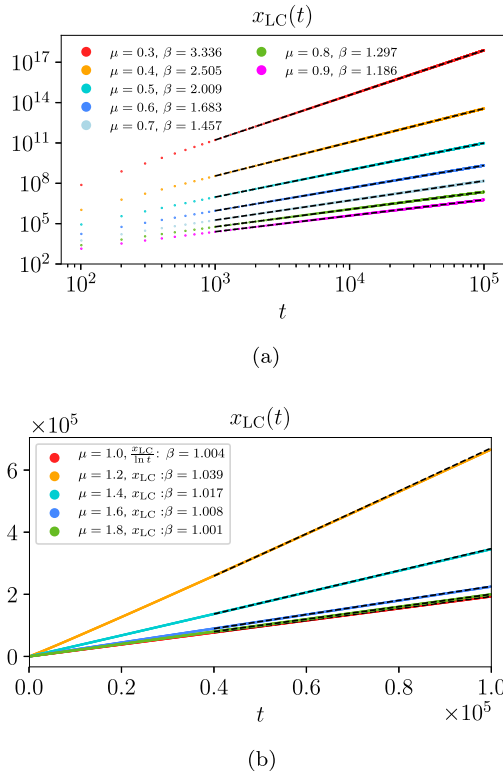 x_LC(t)
10^17
10^14
10^11
10^8
10^5
10^2
μ = 0.3, β = 3.336
μ = 0.4, β = 2.505
μ = 0.5, β = 2.009
μ = 0.6, β = 1.683
μ = 0.7, β = 1.457
μ = 0.8, β = 1.297
μ = 0.9, β = 1.186
10^2 10^3 10^4 10^5
t
(a)
×10^5 x_LC(t)
6
4
2
0
μ = 1.0, x_LC/ln t : β = 1.004
μ = 1.2, x_LC :β = 1.039
μ = 1.4, x_LC :β = 1.017
μ = 1.6, x_LC :β = 1.008
μ = 1.8, x_LC :β = 1.001
0.0 0.2 0.4 0.6 0.8 1.0
t ×10^5
(b)